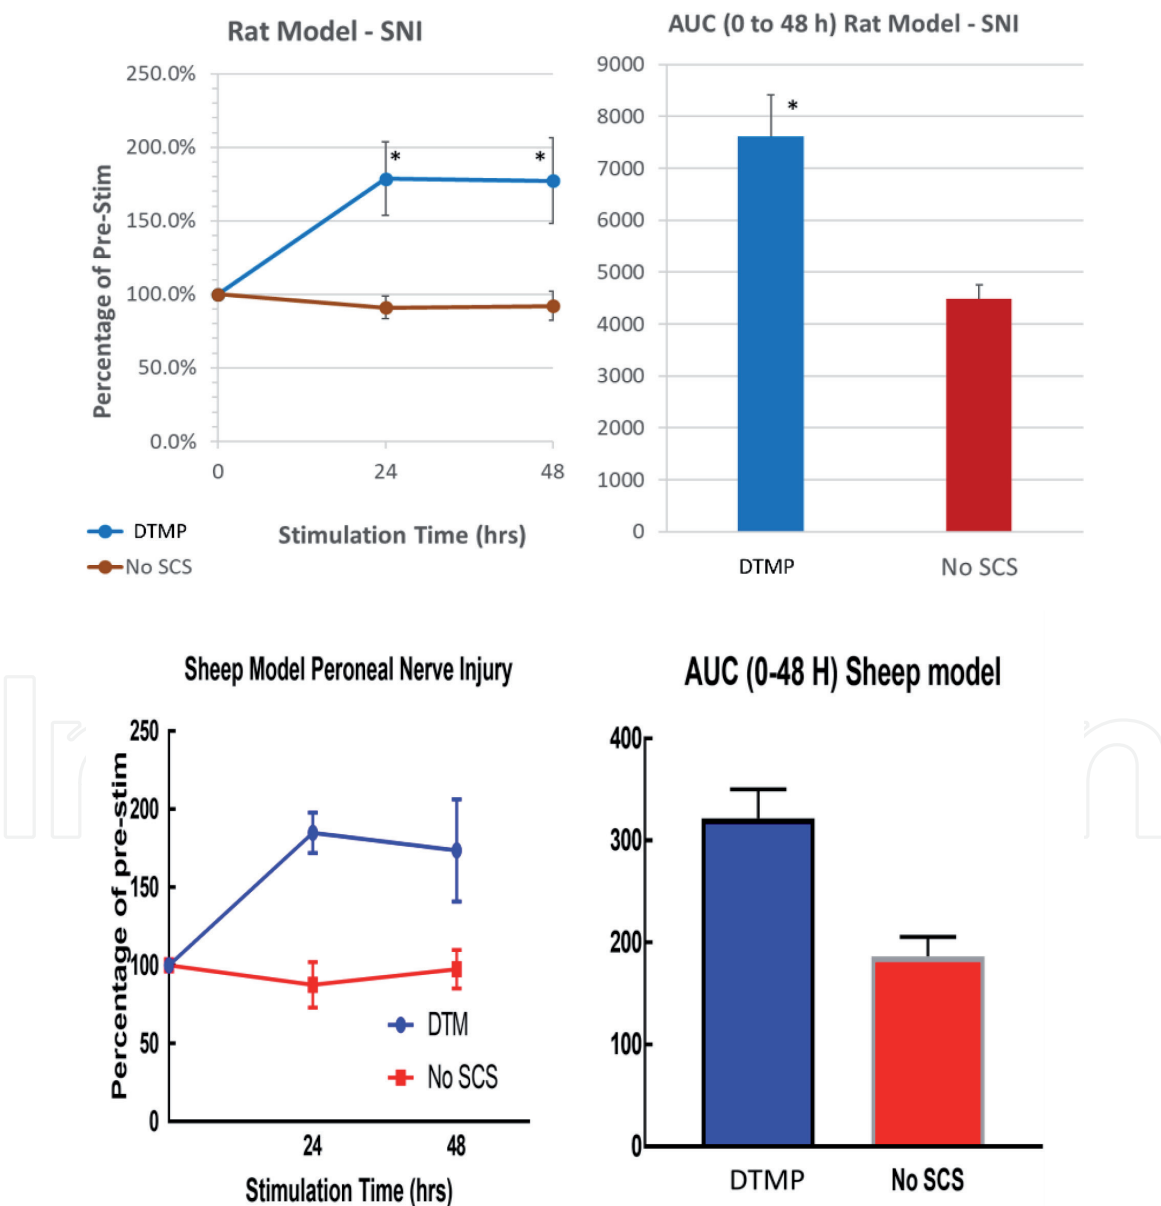 Rat Model - SNI
250.0%
200.0%
150.0%
100.0%
50.0%
0.0%
Percentage of Pre-Stim
*
*
0
24
48
Stimulation Time (hrs)
DTMP
No SCS
AUC (0 to 48 h) Rat Model - SNI
9000
8000
7000
6000
5000
4000
3000
2000
1000
0
*
DTMP
No SCS
Sheep Model Peroneal Nerve Injury
250
200
150
100
50
0
Percentage of pre-stim
DTM
No SCS
24
48
Stimulation Time (hrs)
AUC (0-48 H) Sheep model
400
300
200
100
0
DTMP
No SCS